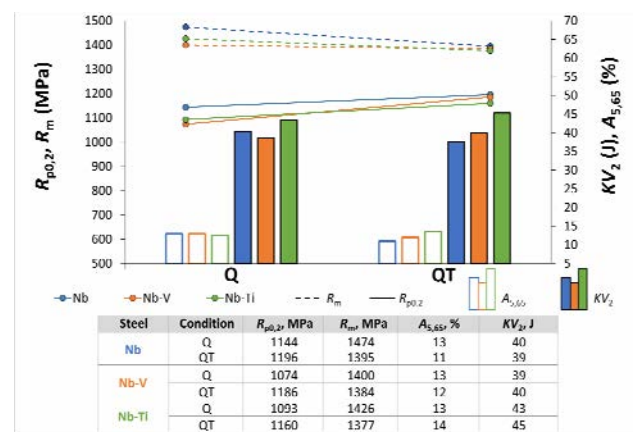 1500
1400
1300
1200
1100
1000
900
800
700
600
500
Rp0,2, Rm (MPa)
70
65
60
55
50
45
40
35
30
25
20
15
10
5
KV2 (J), A5,65 (%)
Q QT
Nb Nb-V Nb-Ti Rm Rp0.2 A5,65 KV2
Steel Condition Rp0,2, MPa Rm, MPa A5,65, % KV2, J
Nb Q 1144 1474 13 40
QT 1196 1395 11 39
Nb-V Q 1074 1400 13 39
QT 1186 1384 12 40
Nb-Ti Q 1093 1426 13 43
QT 1160 1377 14 45